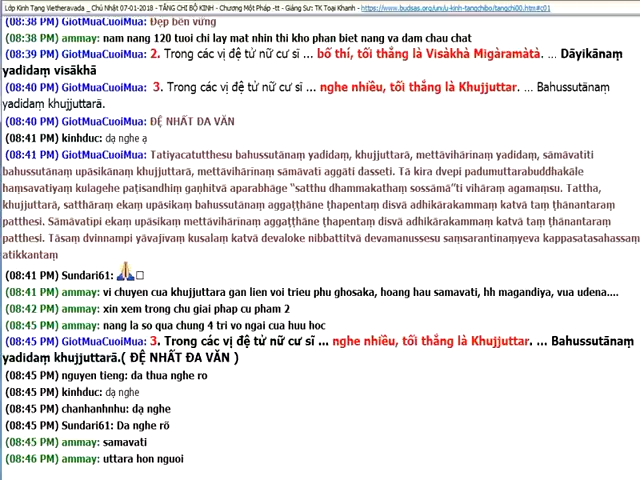 Lớp Kinh Tạng Vietheravada _ Chủ Nhật 07-01-2018 - TĂNG CHI BỘ KINH - Chương Một Pháp -tt - Giảng Sư: TK Toại Khanh - https://www.budsas.org/uni/u-kinh-tangchibo/tangchi00.htm#c01
(08:38 PM) GiotMuaCuoiMua: Đẹp bền vững
(08:38 PM) ammay: nam nang 120 tuoi chi lay mat nhin thi kho phan biet nang va dam chau chat
(08:39 PM) GiotMuaCuoiMua: 2. Trong các vị đệ tử nữ cư sĩ ... bố thí, tối thắng là Visàkhà Migàramàtà. ... Dāyikānaṃ
yadidaṃ visākhā
(08:40 PM) GiotMuaCuoiMua: 3. Trong các vị đệ tử nữ cư sĩ ... nghe nhiều, tối thắng là Khujjuttar. ... Bahussutānaṃ
yadidaṃ khujjuttarā.
(08:40 PM) GiotMuaCuoiMua: ĐỆ NHẤT ĐA VĂN
(08:41 PM) kinhduc: dạ nghe ạ
(08:41 PM) GiotMuaCuoiMua: Tatiyacatutthesu bahussutānaṃ yadidaṃ, khujjuttarā, mettāvihārinaṃ yadidaṃ, sāmāvatīti
bahussutānaṃ upāsikānaṃ khujjuttarā, mettāvihārinaṃ sāmāvati aggāti dasseti. Tā kira dvepi padumuttarabuddhakāle
haṃsavatiyaṃ kulagehe paṭisandhiṃ gaṇhitvā aparabhāge “satthu dhammakathaṃ sossāmā”ti vihāraṃ agamaṃsu. Tattha,
khujjuttarā, satthāraṃ ekaṃ upāsikaṃ bahussutānaṃ aggaṭṭhāne ṭhapentaṃ disvā adhikārakammaṃ katvā taṃ ṭhānantaraṃ
patthesi. Sāmāvatipi ekaṃ upāsikaṃ mettāvihārinaṃ aggaṭṭhāne ṭhapentaṃ disvā adhikārakammaṃ katvā taṃ ṭhānantaraṃ
patthesi. Tāsaṃ dvinnampi yāvajīvaṃ kusalaṃ katvā devaloke nibbattitvā devamanussesu saṃsarantinaṃyeva kappasatasahassaṃ
atikkantaṃ
(08:41 PM) Sundari61:
(08:41 PM) ammay: vi chuyen cua khujjuttara gan lien voi trieu phu ghosaka, hoang hau samavati, hh magandiya, vua udena....
(08:42 PM) ammay: xin xem trong chu giai phap cu pham 2
(08:45 PM) ammay: nang la so qua chung 4 tri vo ngai cua huu hoc
(08:45 PM) GiotMuaCuoiMua: 3. Trong các vị đệ tử nữ cư sĩ ... nghe nhiều, tối thắng là Khujjuttar. ... Bahussutānaṃ
yadidaṃ khujjuttarā.( ĐỆ NHẤT ĐA VĂN )
(08:45 PM) nguyen tieng: da thua nghe ro
(08:45 PM) kinhduc: dạ nghe
(08:45 PM) chanhanhnhu: dạ nghe
(08:45 PM) Sundari61: Da nghe rõ
(08:45 PM) ammay: samavati
(08:46 PM) ammay: uttara hon nguoi